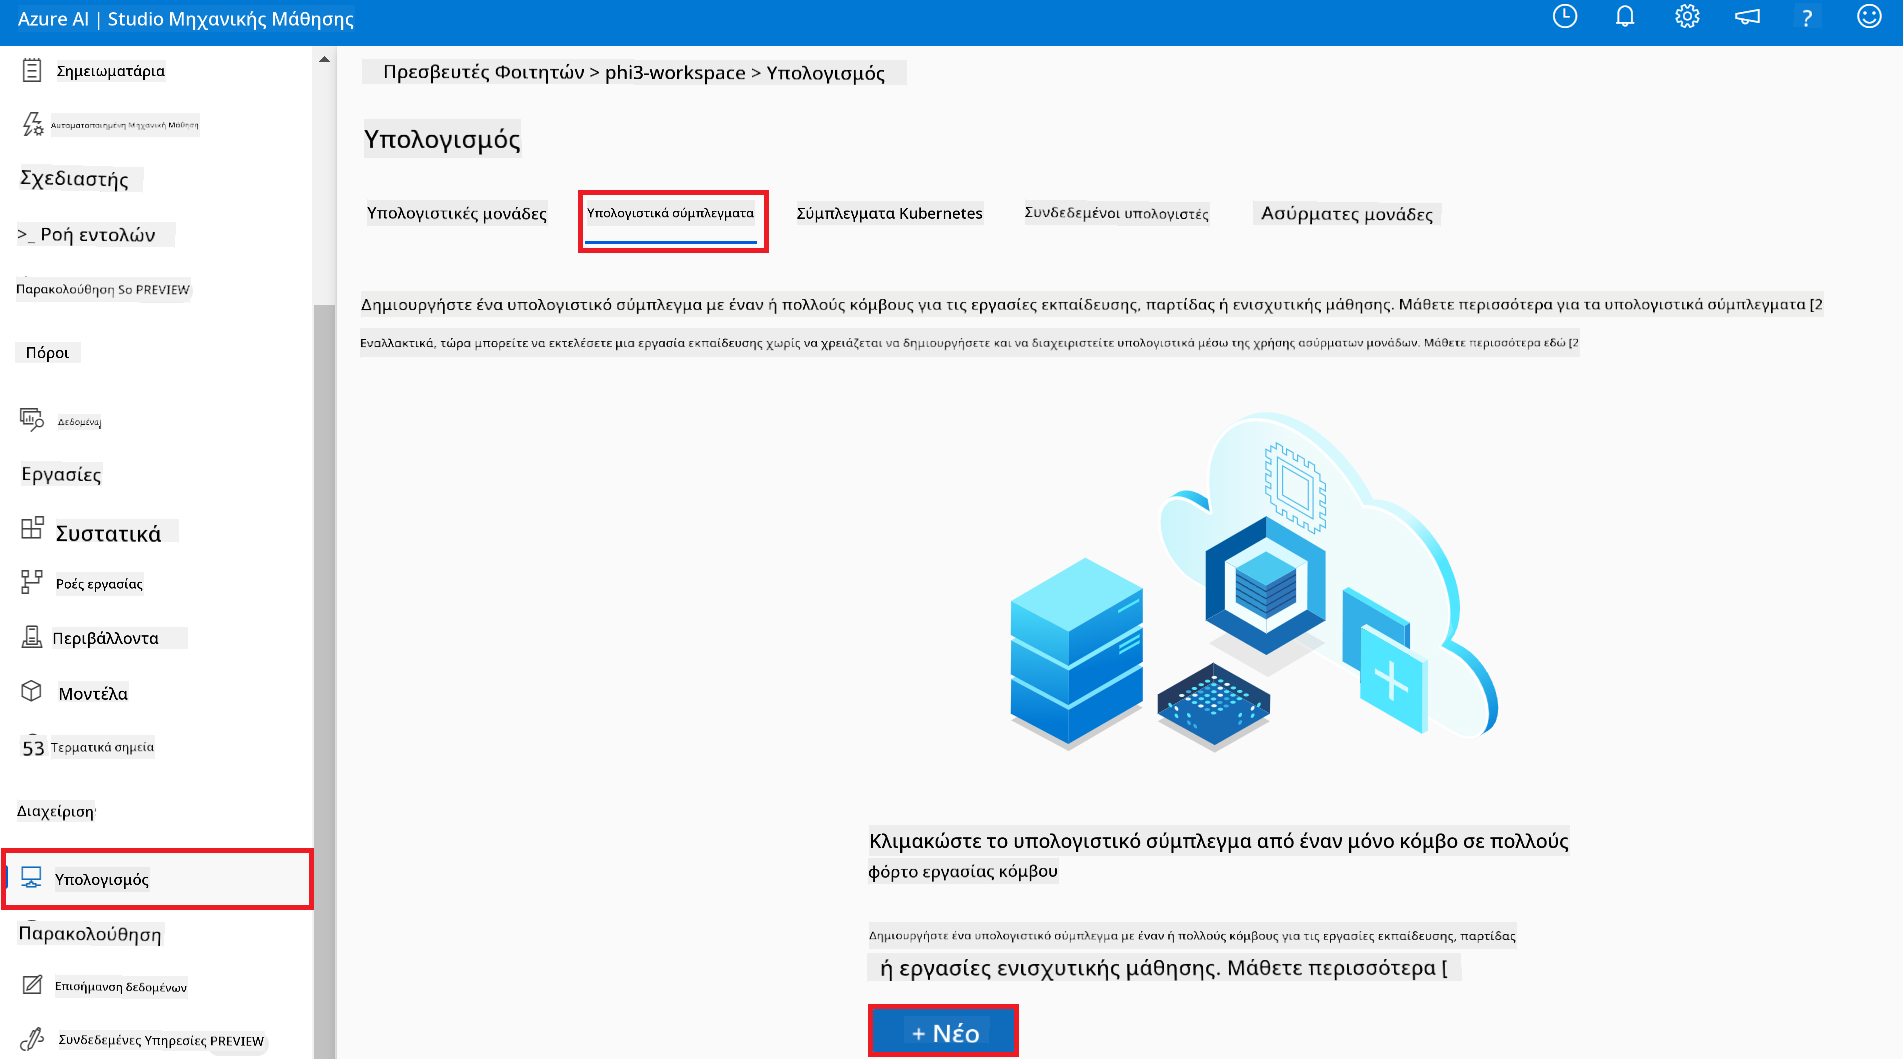 Azure AI | Studio Μηχανικής Μάθησης
?
Σημειωματάρια
Αυτοματοποιημένη Μηχανική Μάθηση
Σχεδιαστής
>_ Ροή εντολών
Παρακολούθηση So PREVIEW
Πόροι
Δεδομένα
Εργασίες
Συστατικά
Ροές εργασίας
Περιβάλλοντα
Μοντέλα
53 Τερματικά σημεία
Διαχείριση
Υπολογισμός
Παρακολούθηση
Επισήμανση δεδομένων
Συνδεδεμένες Υπηρεσίες PREVIEW
Πρεσβευτές Φοιτητών > phi3-workspace > Υπολογισμός
Υπολογισμός
Υπολογιστικές μονάδες
Υπολογιστικά σύμπλεγματα
Σύμπλεγματα Kubernetes
Συνδεδεμένοι υπολογιστές
Ασύρματες μονάδες
Δημιουργήστε ένα υπολογιστικό σύμπλεγμα με έναν ή πολλούς κόμβους για τις εργασίες εκπαίδευσης, παρτίδας ή ενισχυτικής μάθησης. Μάθετε περισσότερα για τα υπολογιστικά σύμπλεγματα [2
Εναλλακτικά, τώρα μπορείτε να εκτελέσετε μια εργασία εκπαίδευσης χωρίς να χρειάζεται να δημιουργήσετε και να διαχειριστείτε υπολογιστικά μέσω της χρήσης ασύρματων μονάδων. Μάθετε περισσότερα εδώ [2
Κλιμακώστε το υπολογιστικό σύμπλεγμα από έναν μόνο κόμβο σε πολλούς
φόρτο εργασίας κόμβου
Δημιουργήστε ένα υπολογιστικό σύμπλεγμα με έναν ή πολλούς κόμβους για τις εργασίες εκπαίδευσης, παρτίδας
ή εργασίες ενισχυτικής μάθησης. Μάθετε περισσότερα [
+ Νέο